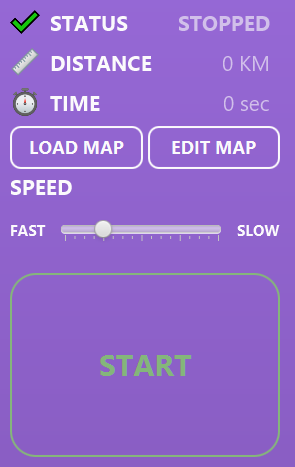 STATUS STOPPED
DISTANCE 0 KM
TIME 0 sec
LOAD MAP EDIT MAP
SPEED
FAST SLOW
START